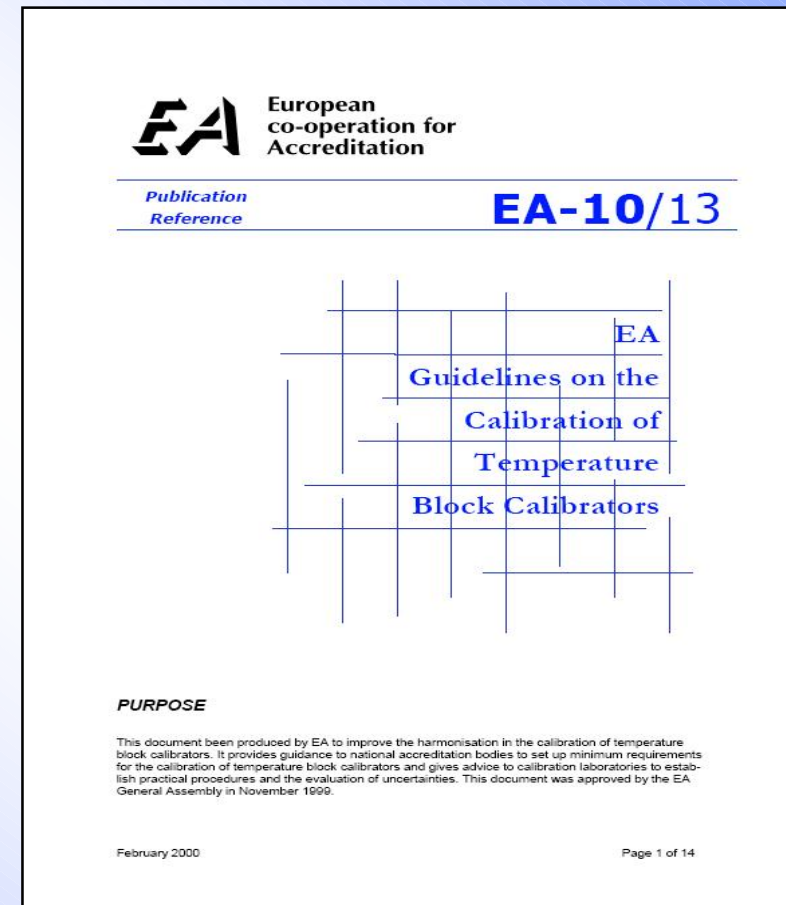 EA
European
co-operation for
Accreditation
Publication
Reference
EA-10/13
EA
Guidelines on the
Calibration of
Temperature
Block Calibrators
PURPOSE
This document been produced by EA to improve the harmonisation in the calibration of temperature
block calibrators. It provides guidance to national accreditation bodies to set up minimum requirements
for the calibration of temperature block calibrators and gives advice to calibration laboratories to estab-
lish practical procedures and the evaluation of uncertainties. This document was approved by the EA
General Assembly in November 1999.
February 2000
Page 1 of 14